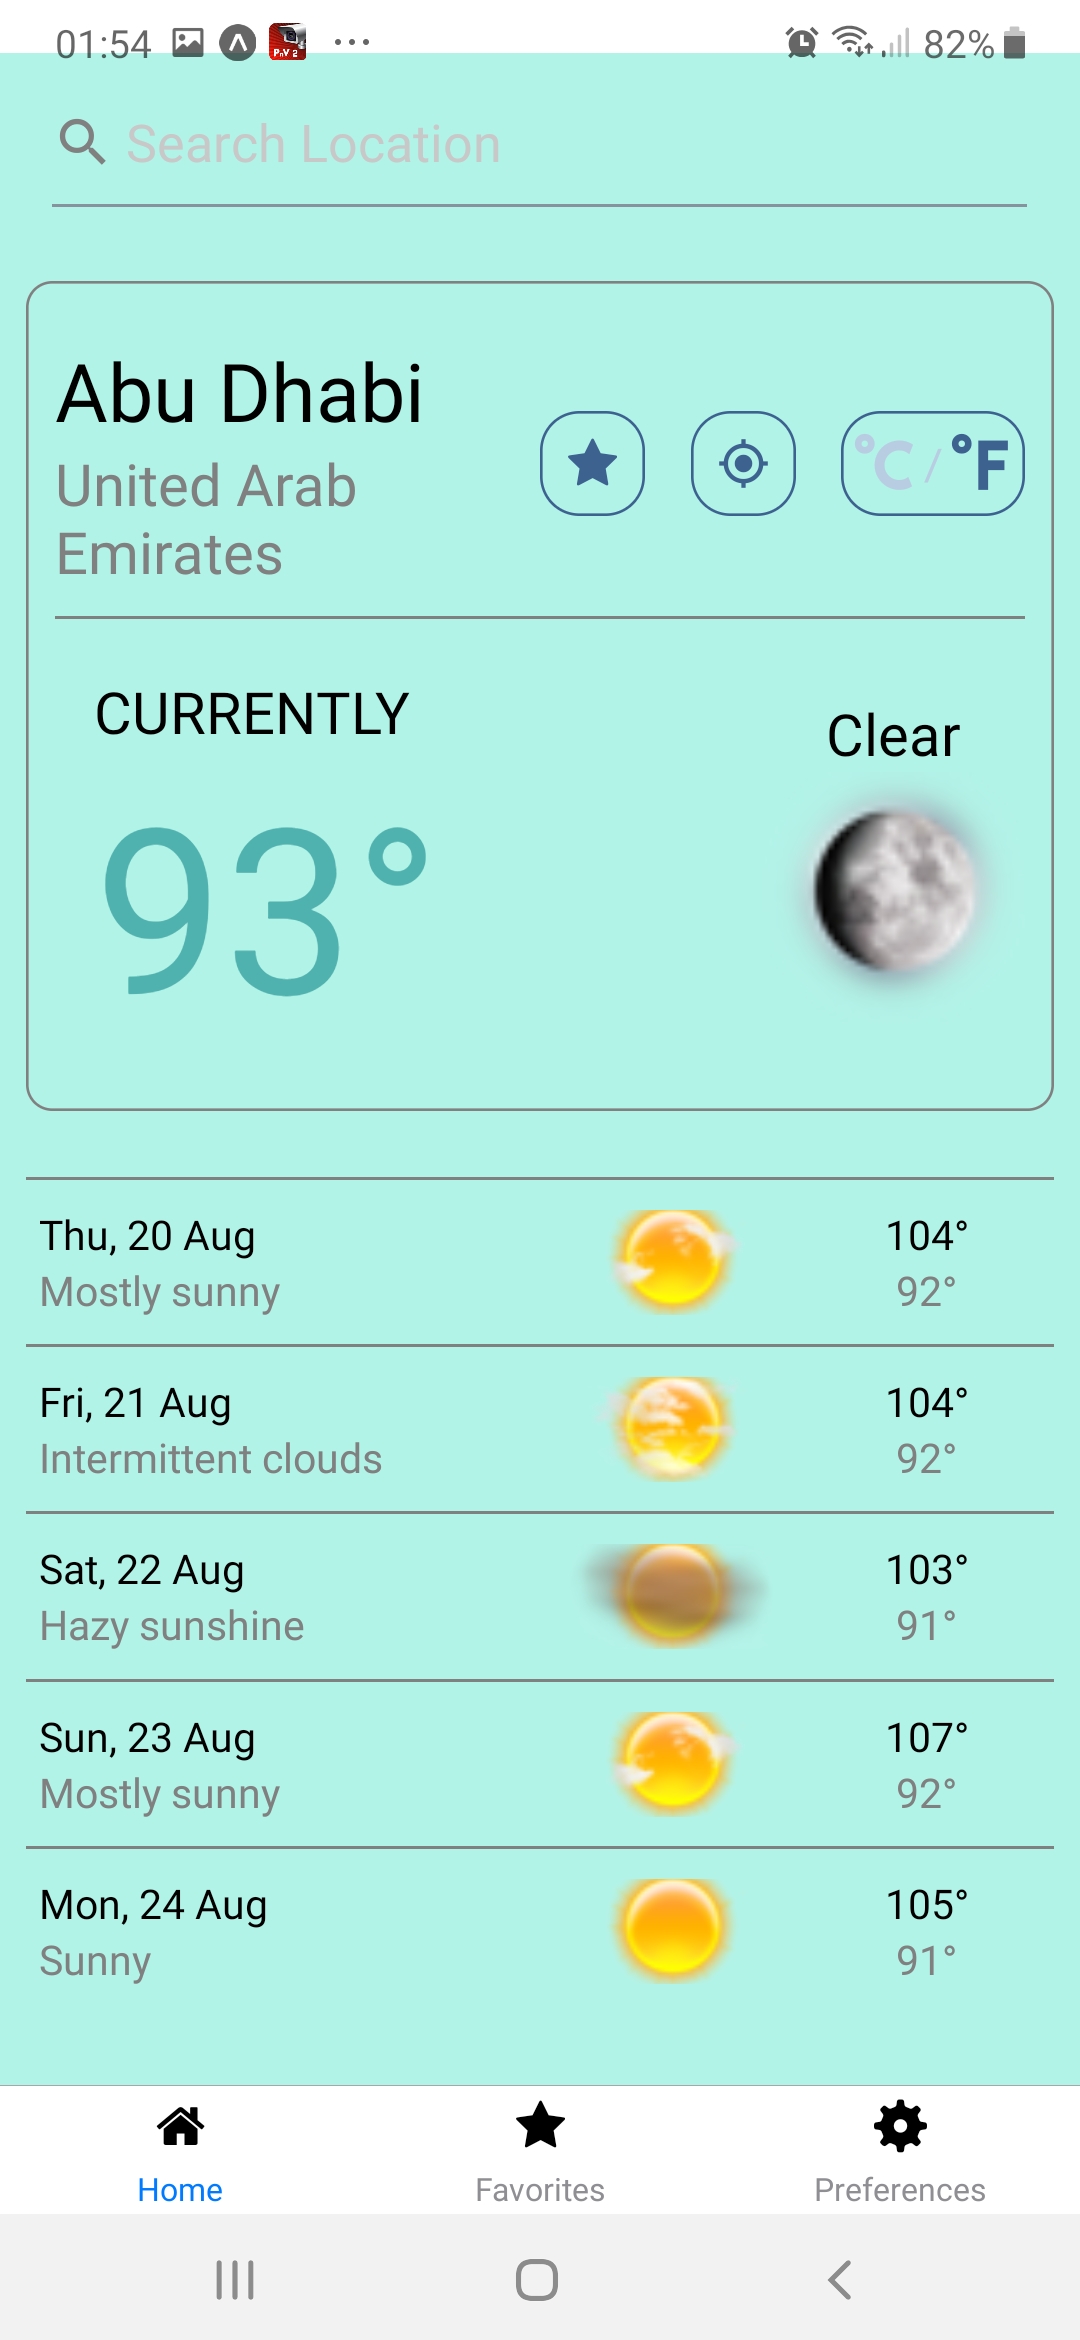 01:54
PnV 2
82%
Search Location
Abu Dhabi
United Arab
Emirates
°C / °F
CURRENTLY
Clear
93°
Thu, 20 Aug
104°
Mostly sunny
92°
Fri, 21 Aug
104°
Intermittent clouds
92°
Sat, 22 Aug
103°
Hazy sunshine
91°
Sun, 23 Aug
107°
Mostly sunny
92°
Mon, 24 Aug
105°
Sunny
91°
Home
Favorites
Preferences